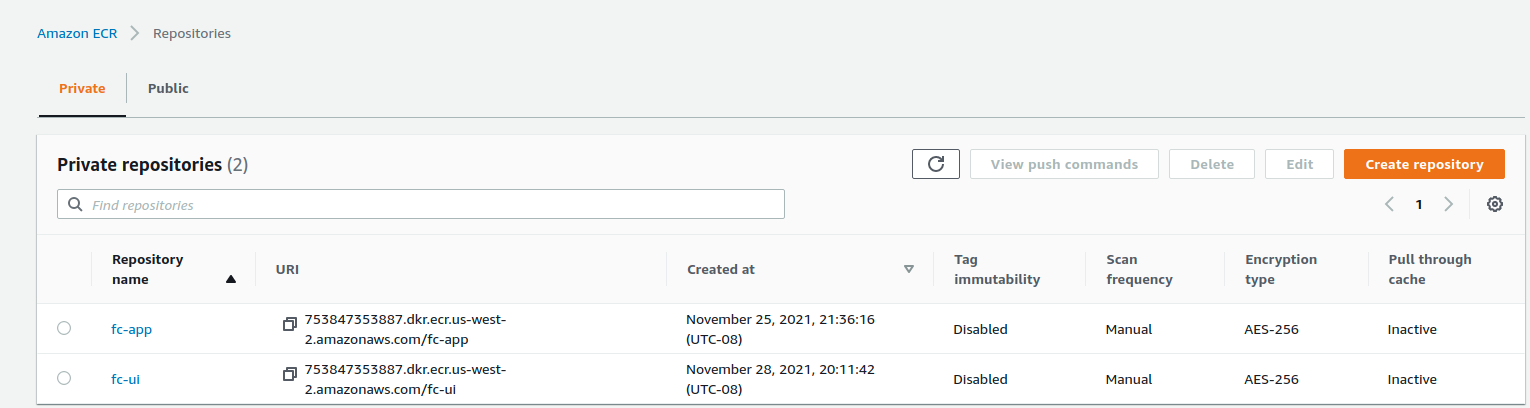 Amazon ECR Repositories
Private Public
Private repositories (2)
View push commands Delete Edit Create repository
Find repositories
1
Repository name URI Created at Tag immutability Scan frequency Encryption type Pull through cache
fc-app
753847353887.dkr.ecr.us-west-
2.amazonaws.com/fc-app
November 25, 2021, 21:36:16
(UTC-08)
Disabled Manual AES-256 Inactive
fc-ui
753847353887.dkr.ecr.us-west-
2.amazonaws.com/fc-ui
November 28, 2021, 20:11:42
(UTC-08)
Disabled Manual AES-256 Inactive